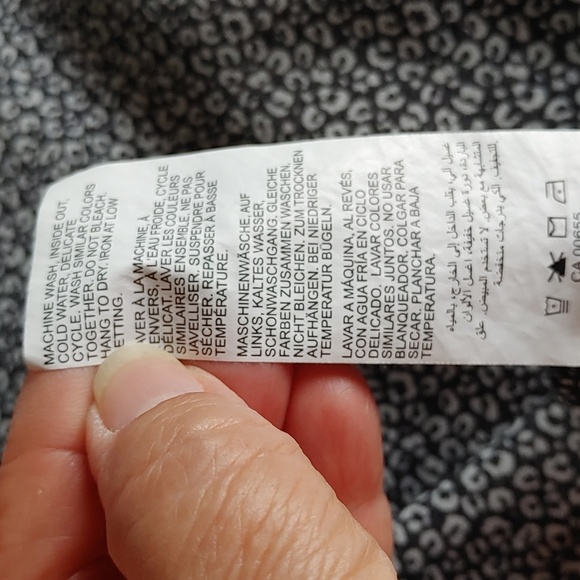 MACHINE WASH, INSIDE OUT,
COLD WATER, DELICATE
CYCLE. WASH SIMILAR COLORS
TOGETHER. DO NOT BLEACH.
HANG TO DRY, IRON AT LOW
ETTING.
VER À LA MACHINE, À
ENVERS, À L'EAU FROIDE, CYCLE
DÉLICAT. LAVER LES COULEURS
SIMILAIRES ENSEMBLE. NE PAS
JAVELLISER. SUSPENDRE POUR
SÉCHER. REPASSER À BASSE
TEMPÉRATURE.
MASCHINENWÄSCHE, AUF
LINKS, KALTES WASSER,
SCHONWASCHGANG. GLEICHE
FARBEN ZUSAMMEN WASCHEN.
NICHT BLEICHEN. ZUM TROCKNEN
AUFHÄNGEN. BEI NIEDRIGER
TEMPERATUR BÜGELN.
LAVAR A MÁQUINA, AL REYÉS,
CON AGUA FRÍA EN CICLO
DELICADO. LAVAR COLORES
SIMILARES JUNTOS. NO USAR
BLANQUEADOR. COLGAR PARA
SECAR, PLANCHAR A BAJA
TEMPERATURA.
CA 00655